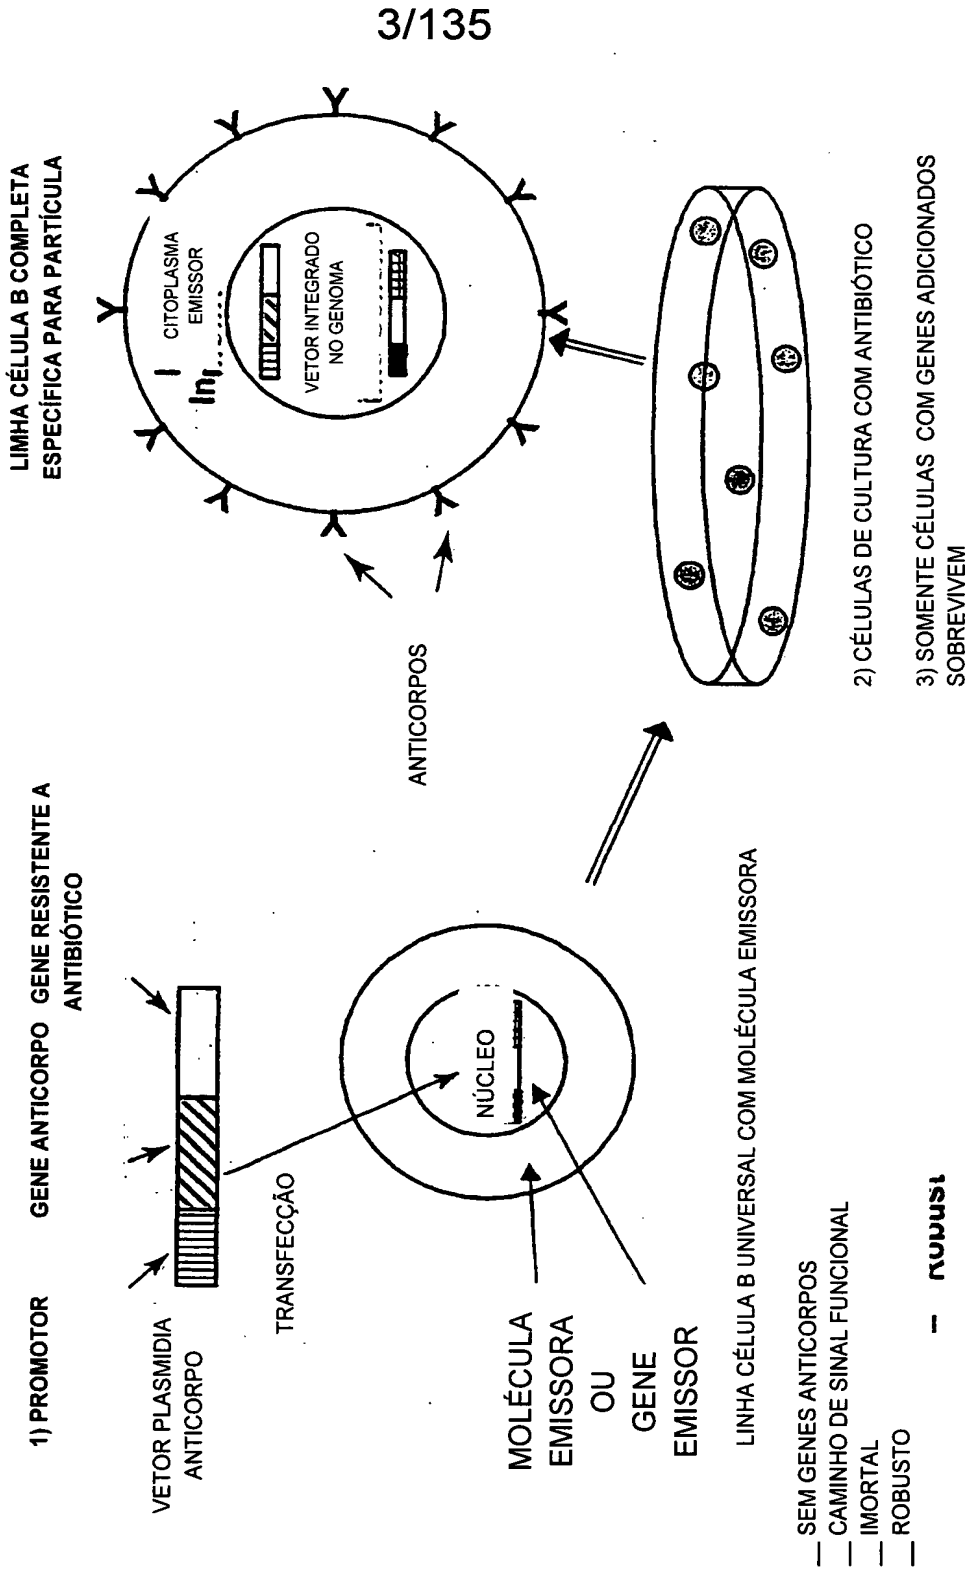 3/135
1) PROMOTOR
GENE ANTICORPO
GENE RESISTENTE A
ANTIBIÓTICO
VETOR PLASMIDIA
ANTICORPO
TRANSFECÇÃO
NÚCLEO
MOLÉCULA
EMISSORA
OU
GENE
EMISSOR
LINHA CÉLULA B UNIVERSAL COM MOLÉCULA EMISSORA
— SEM GENES ANTICORPOS
— CAMINHO DE SINAL FUNCIONAL
— IMORTAL
— ROBUSTO
LIMHA CÉLULA B COMPLETA
ESPECÍFICA PARA PARTÍCULA
CITOPLASMA
EMISSOR
VETOR INTEGRADO
NO GENOMA
ANTICORPOS
2) CÉLULAS DE CULTURA COM ANTIBIÓTICO
3) SOMENTE CÉLULAS COM GENES ADICIONADOS
SOBREVIVEM